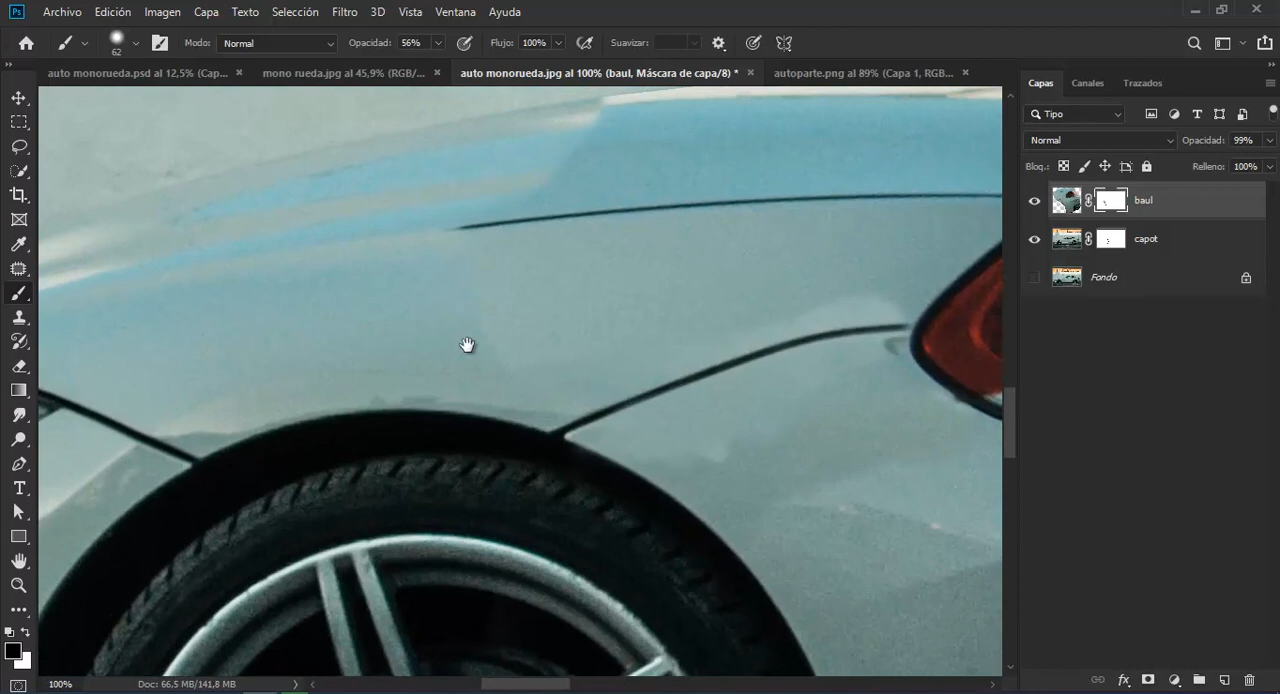 Ps Archivo Edición Imagen Capa Texto Selección Filtro 3D Vista Ventana Ayuda
62 Modo: Normal Opacidad: 56% Flujo: 100% Suavizar:
auto monorueda.psd al 12,5% (Cap... × mono rueda.jpg al 45,9% (RGB/... × auto monorueda.jpg al 100% (baul, Máscara de capa/8) * × autoparte.png al 89% (Capa 1, RGB... ×
Capas Canales Trazados
Tipo
Normal Opacidad: 99%
Bloq.: Relleno: 100%
baul
capot
Fondo
100% Doc: 66,5 MB/141,8 MB